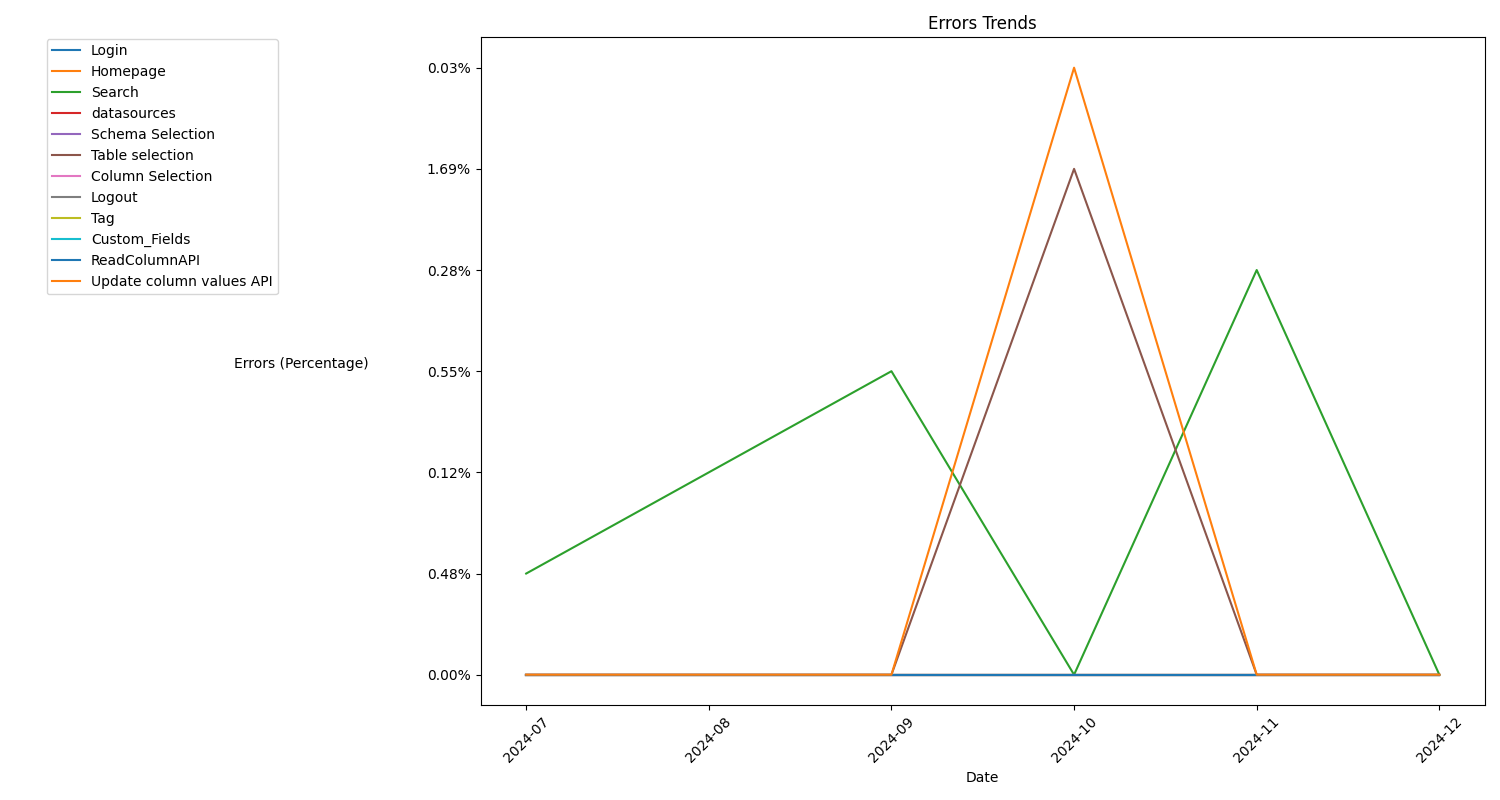 Errors Trends
Login
Homepage
Search
datasources
Schema Selection
Table selection
Column Selection
Logout
Tag
Custom_Fields
ReadColumnAPI
Update column values API
Errors (Percentage)
0.03%
1.69%
0.28%
0.55%
0.12%
0.48%
0.00%
2024-07
2024-08
2024-09
2024-10
2024-11
2024-12
Date